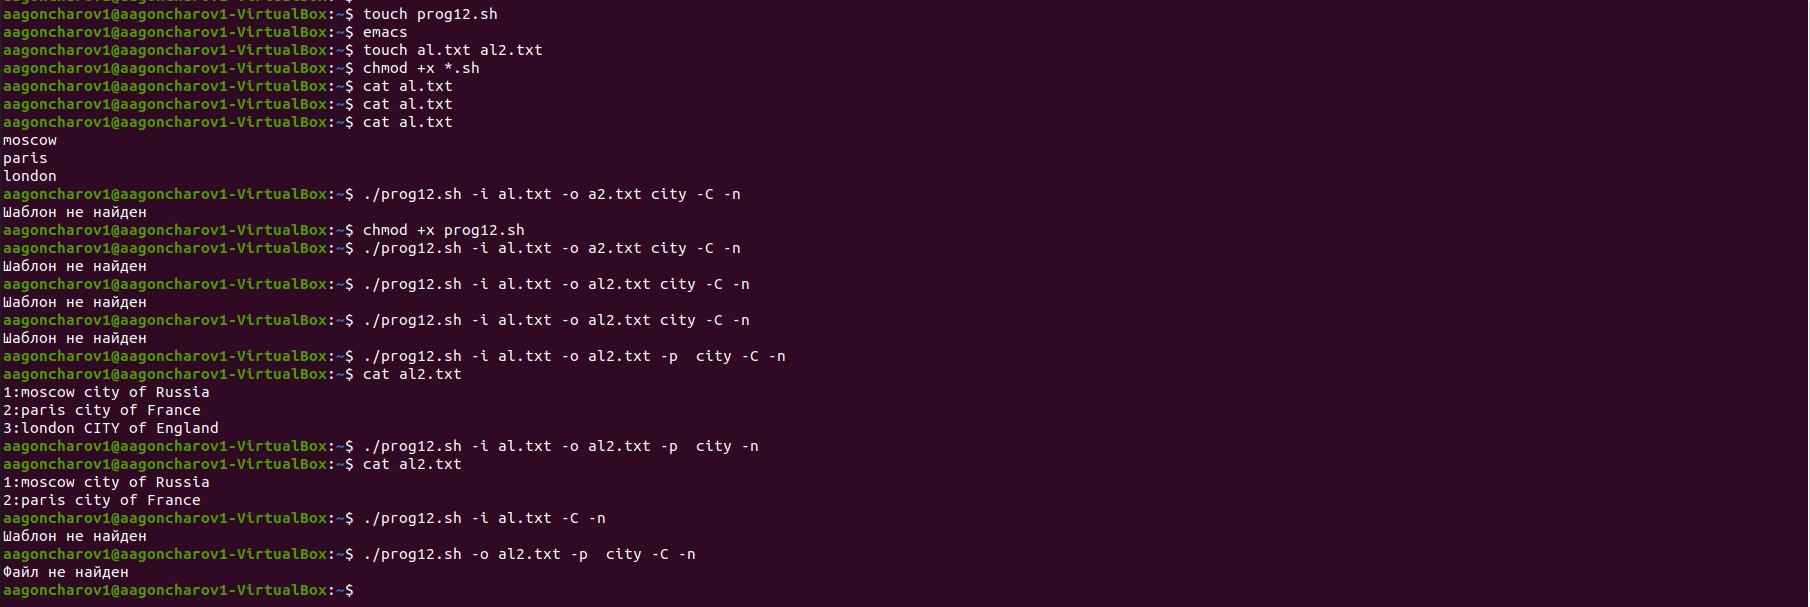 aagoncharov1@aagoncharov1-VirtualBox:~$ touch prog12.sh
aagoncharov1@aagoncharov1-VirtualBox:~$ emacs
aagoncharov1@aagoncharov1-VirtualBox:~$ touch al.txt al2.txt
aagoncharov1@aagoncharov1-VirtualBox:~$ chmod +x *.sh
aagoncharov1@aagoncharov1-VirtualBox:~$ cat al.txt
aagoncharov1@aagoncharov1-VirtualBox:~$ cat al.txt
aagoncharov1@aagoncharov1-VirtualBox:~$ cat al.txt
moscow
paris
london
aagoncharov1@aagoncharov1-VirtualBox:~$ ./prog12.sh -i al.txt -o a2.txt city -C -n
Шаблон не найден
aagoncharov1@aagoncharov1-VirtualBox:~$ chmod +x prog12.sh
aagoncharov1@aagoncharov1-VirtualBox:~$ ./prog12.sh -i al.txt -o a2.txt city -C -n
Шаблон не найден
aagoncharov1@aagoncharov1-VirtualBox:~$ ./prog12.sh -i al.txt -o al2.txt city -C -n
Шаблон не найден
aagoncharov1@aagoncharov1-VirtualBox:~$ ./prog12.sh -i al.txt -o al2.txt city -C -n
Шаблон не найден
aagoncharov1@aagoncharov1-VirtualBox:~$ ./prog12.sh -i al.txt -o al2.txt -p  city -C -n
aagoncharov1@aagoncharov1-VirtualBox:~$ cat al2.txt
1:moscow city of Russia
2:paris city of France
3:london CITY of England
aagoncharov1@aagoncharov1-VirtualBox:~$ ./prog12.sh -i al.txt -o al2.txt -p  city -n
aagoncharov1@aagoncharov1-VirtualBox:~$ cat al2.txt
1:moscow city of Russia
2:paris city of France
aagoncharov1@aagoncharov1-VirtualBox:~$ ./prog12.sh -i al.txt -C -n
Шаблон не найден
aagoncharov1@aagoncharov1-VirtualBox:~$ ./prog12.sh -o al2.txt -p  city -C -n
Файл не найден
aagoncharov1@aagoncharov1-VirtualBox:~$